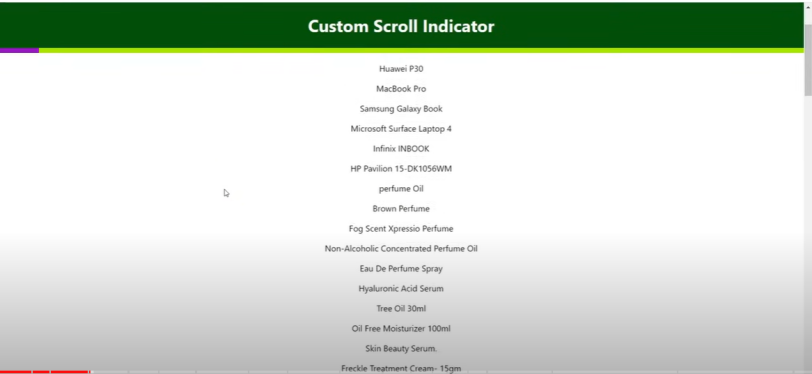 Custom Scroll Indicator
Huawei P30
MacBook Pro
Samsung Galaxy Book
Microsoft Surface Laptop 4
Infinix INBOOK
HP Pavilion 15-DK1056WM
perfume Oil
Brown Perfume
Fog Scent Xpressio Perfume
Non-Alcoholic Concentrated Perfume Oil
Eau De Perfume Spray
Hyaluronic Acid Serum
Tree Oil 30ml
Oil Free Moisturizer 100ml
Skin Beauty Serum.
Freckle Treatment Cream- 15gm